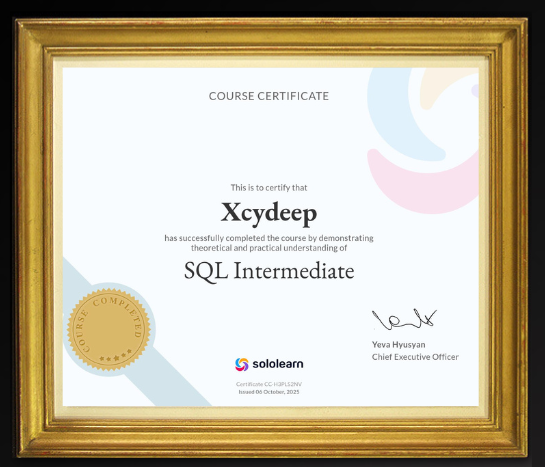 COURSE CERTIFICATE
This is to certify that
Xcydeep
has successfully completed the course by demonstrating
theoretical and practical understanding of
SQL Intermediate
COURSE COMPLETED
Yeva Hyusyan
Chief Executive Officer
sololearn
Certificate CC-H3PLS2NV
Issued 06 October, 2025